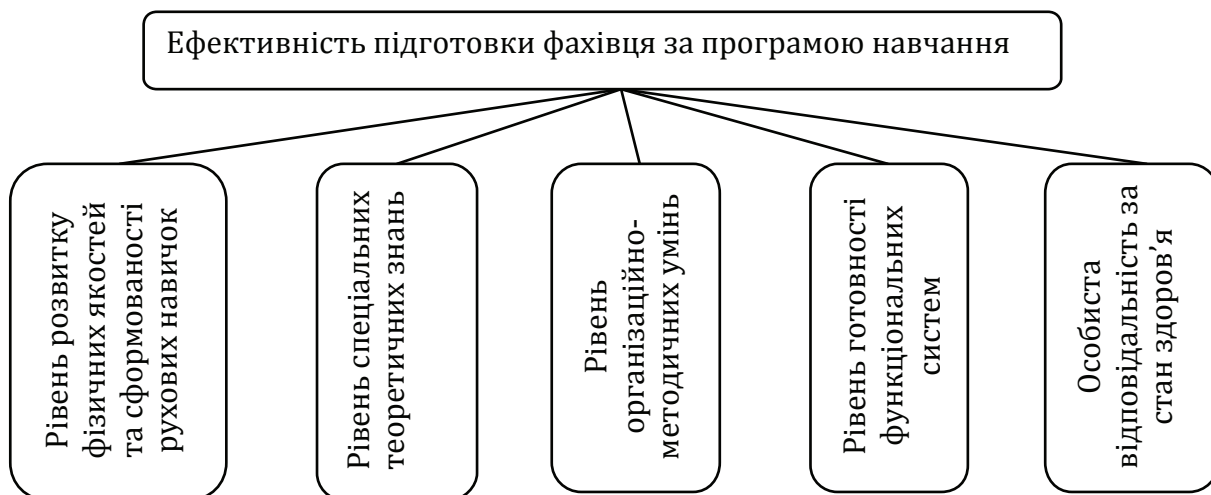 Ефективність підготовки фахівця за програмою навчання
Рівень розвитку
фізичних якостей
та сформованості
рухових навичок
Рівень спеціальних
теоретичних знань
Рівень
організаційно-
методичних умінь
Рівень готовності
функціональних
систем
Особиста
відповідальність за
стан здоров’я